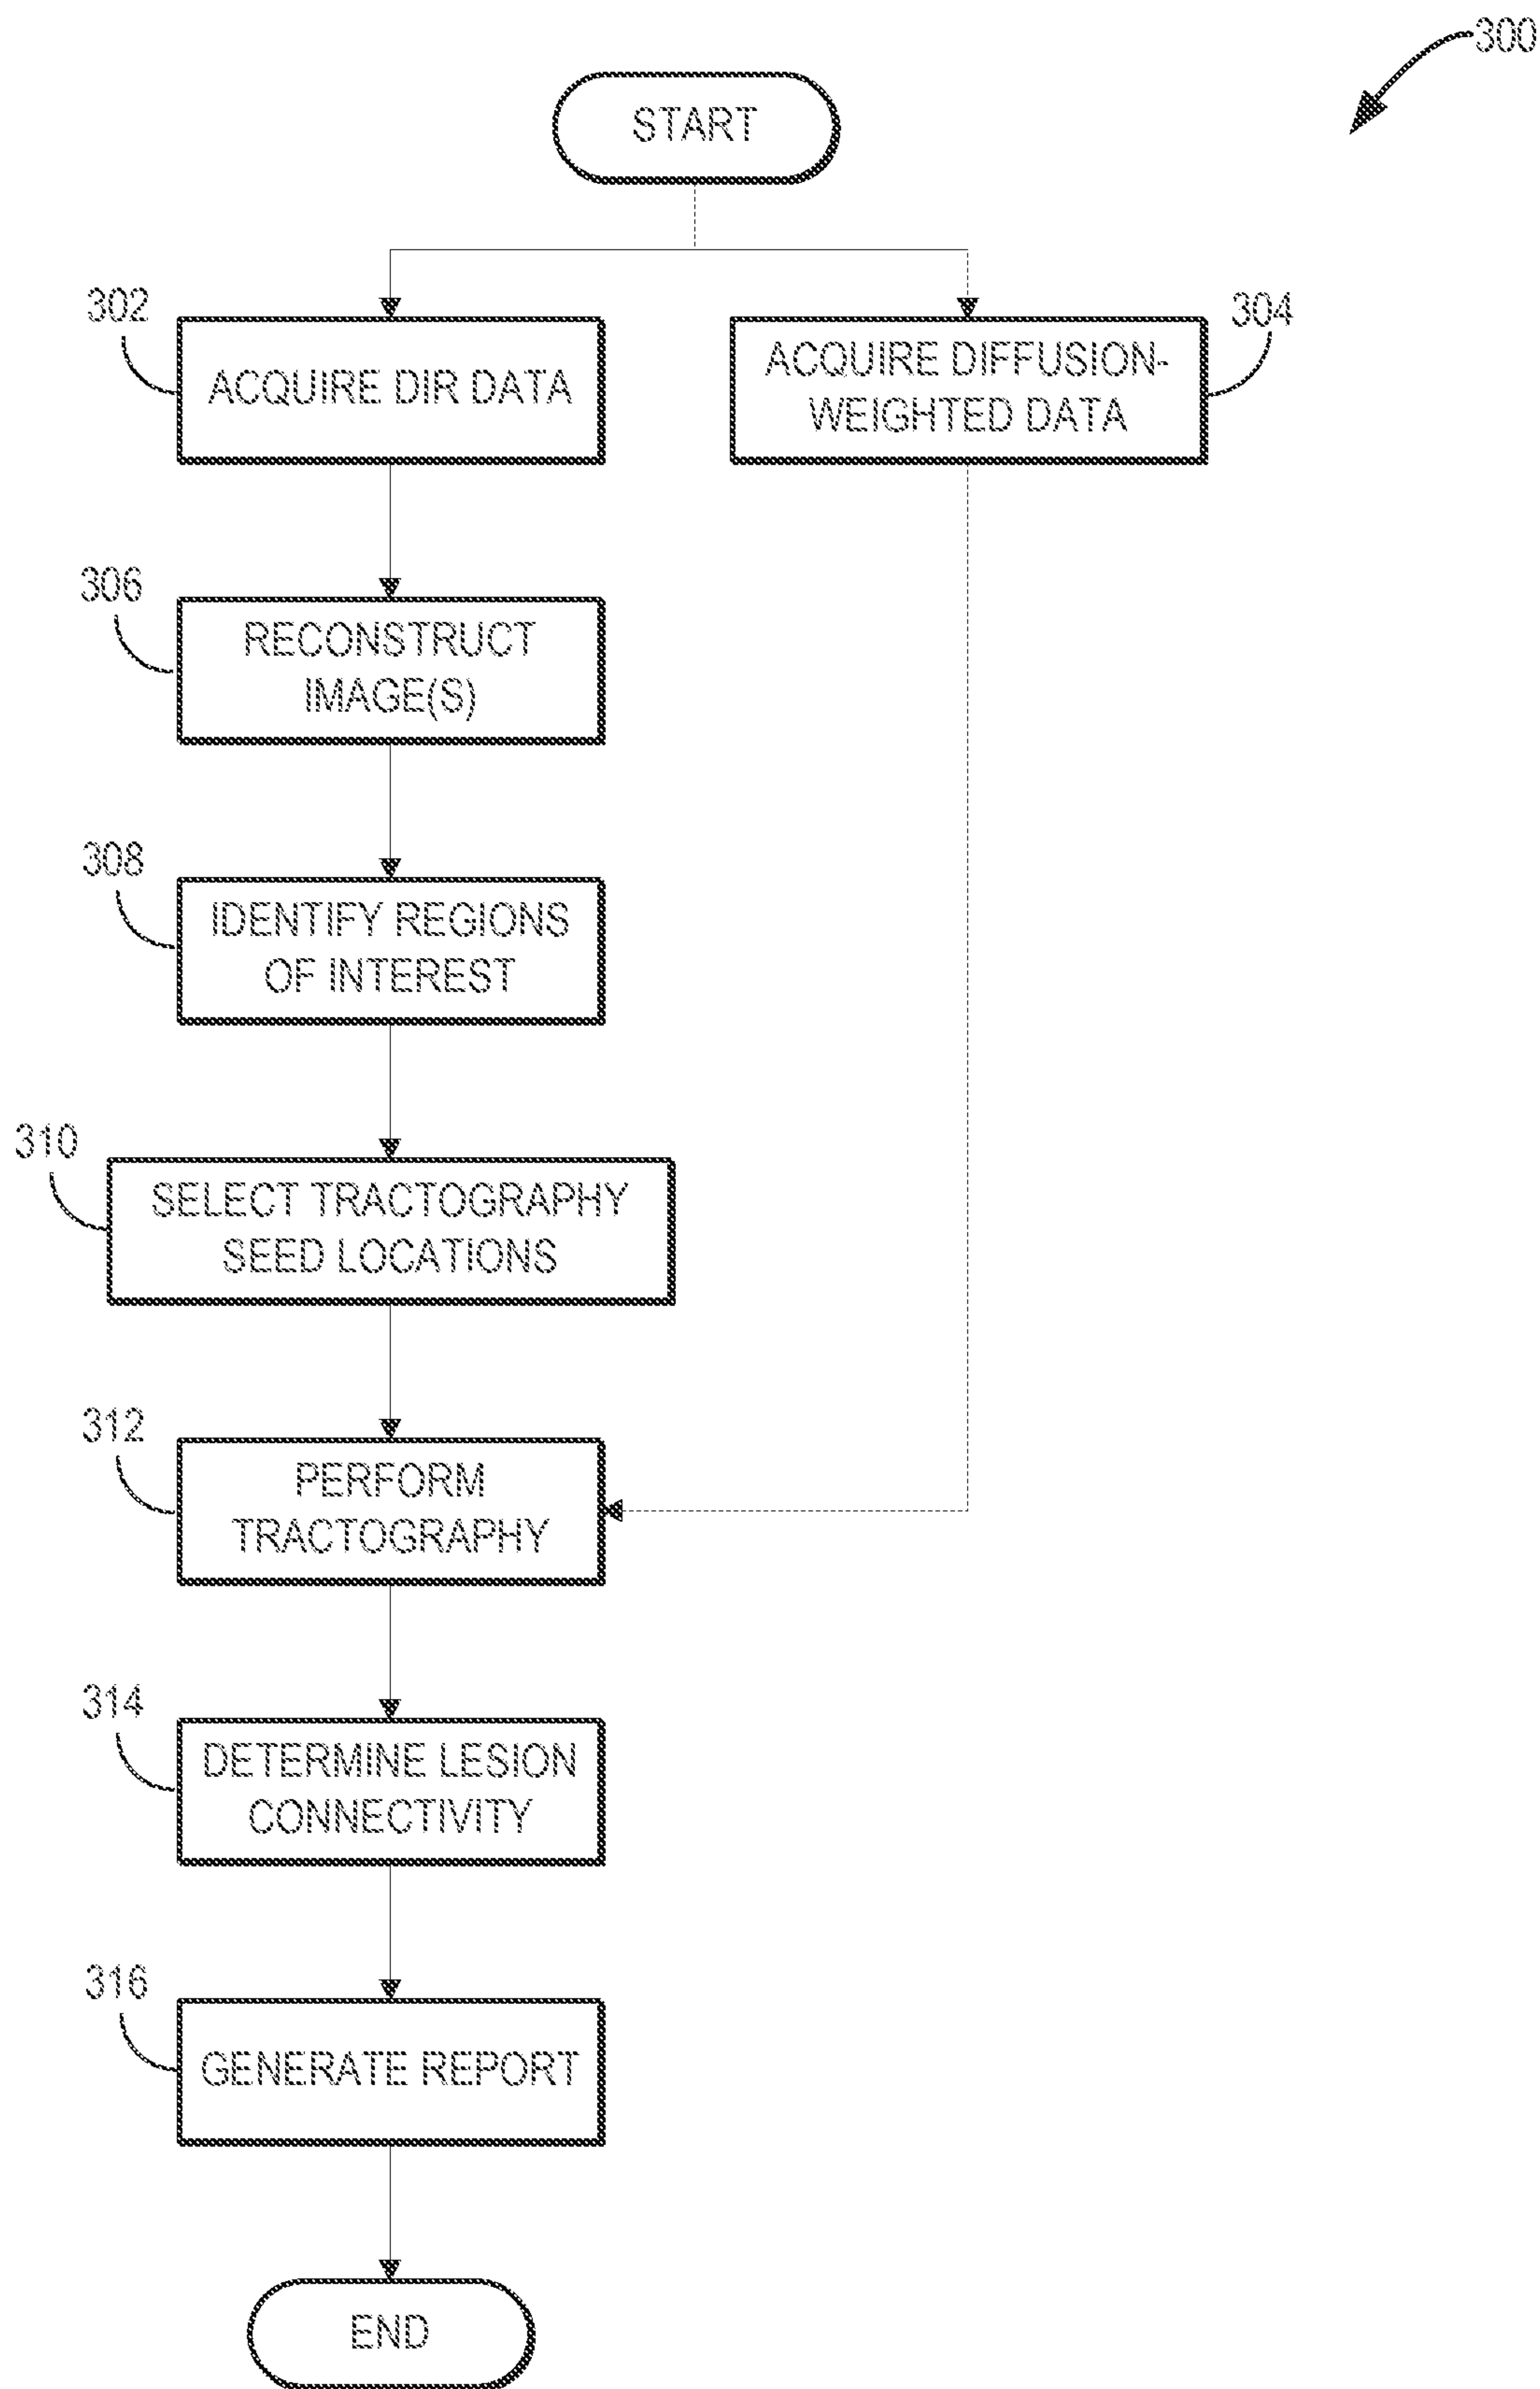 300
START
302
ACQUIRE DIR DATA
304
ACQUIRE DIFFUSION-
WEIGHTED DATA
306
RECONSTRUCT
IMAGE(S)
308
IDENTIFY REGIONS
OF INTEREST
310
SELECT TRACTOGRAPHY
SEED LOCATIONS
312
PERFORM
TRACTOGRAPHY
314
DETERMINE LESION
CONNECTIVITY
316
GENERATE REPORT
END